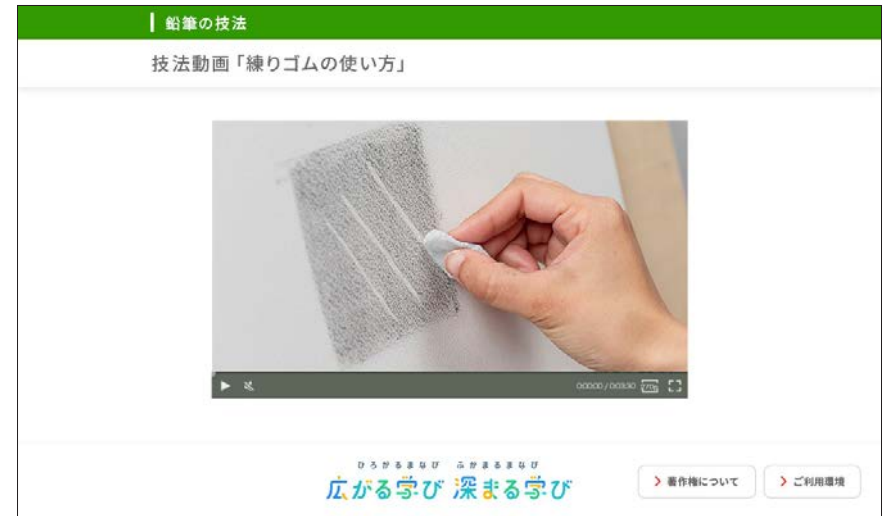 鉛筆の技法
技法動画「練りゴムの使い方」
ひろがるまなび ふかまるまなび
広がる学び 深まる学び
著作権について
ご利用環境